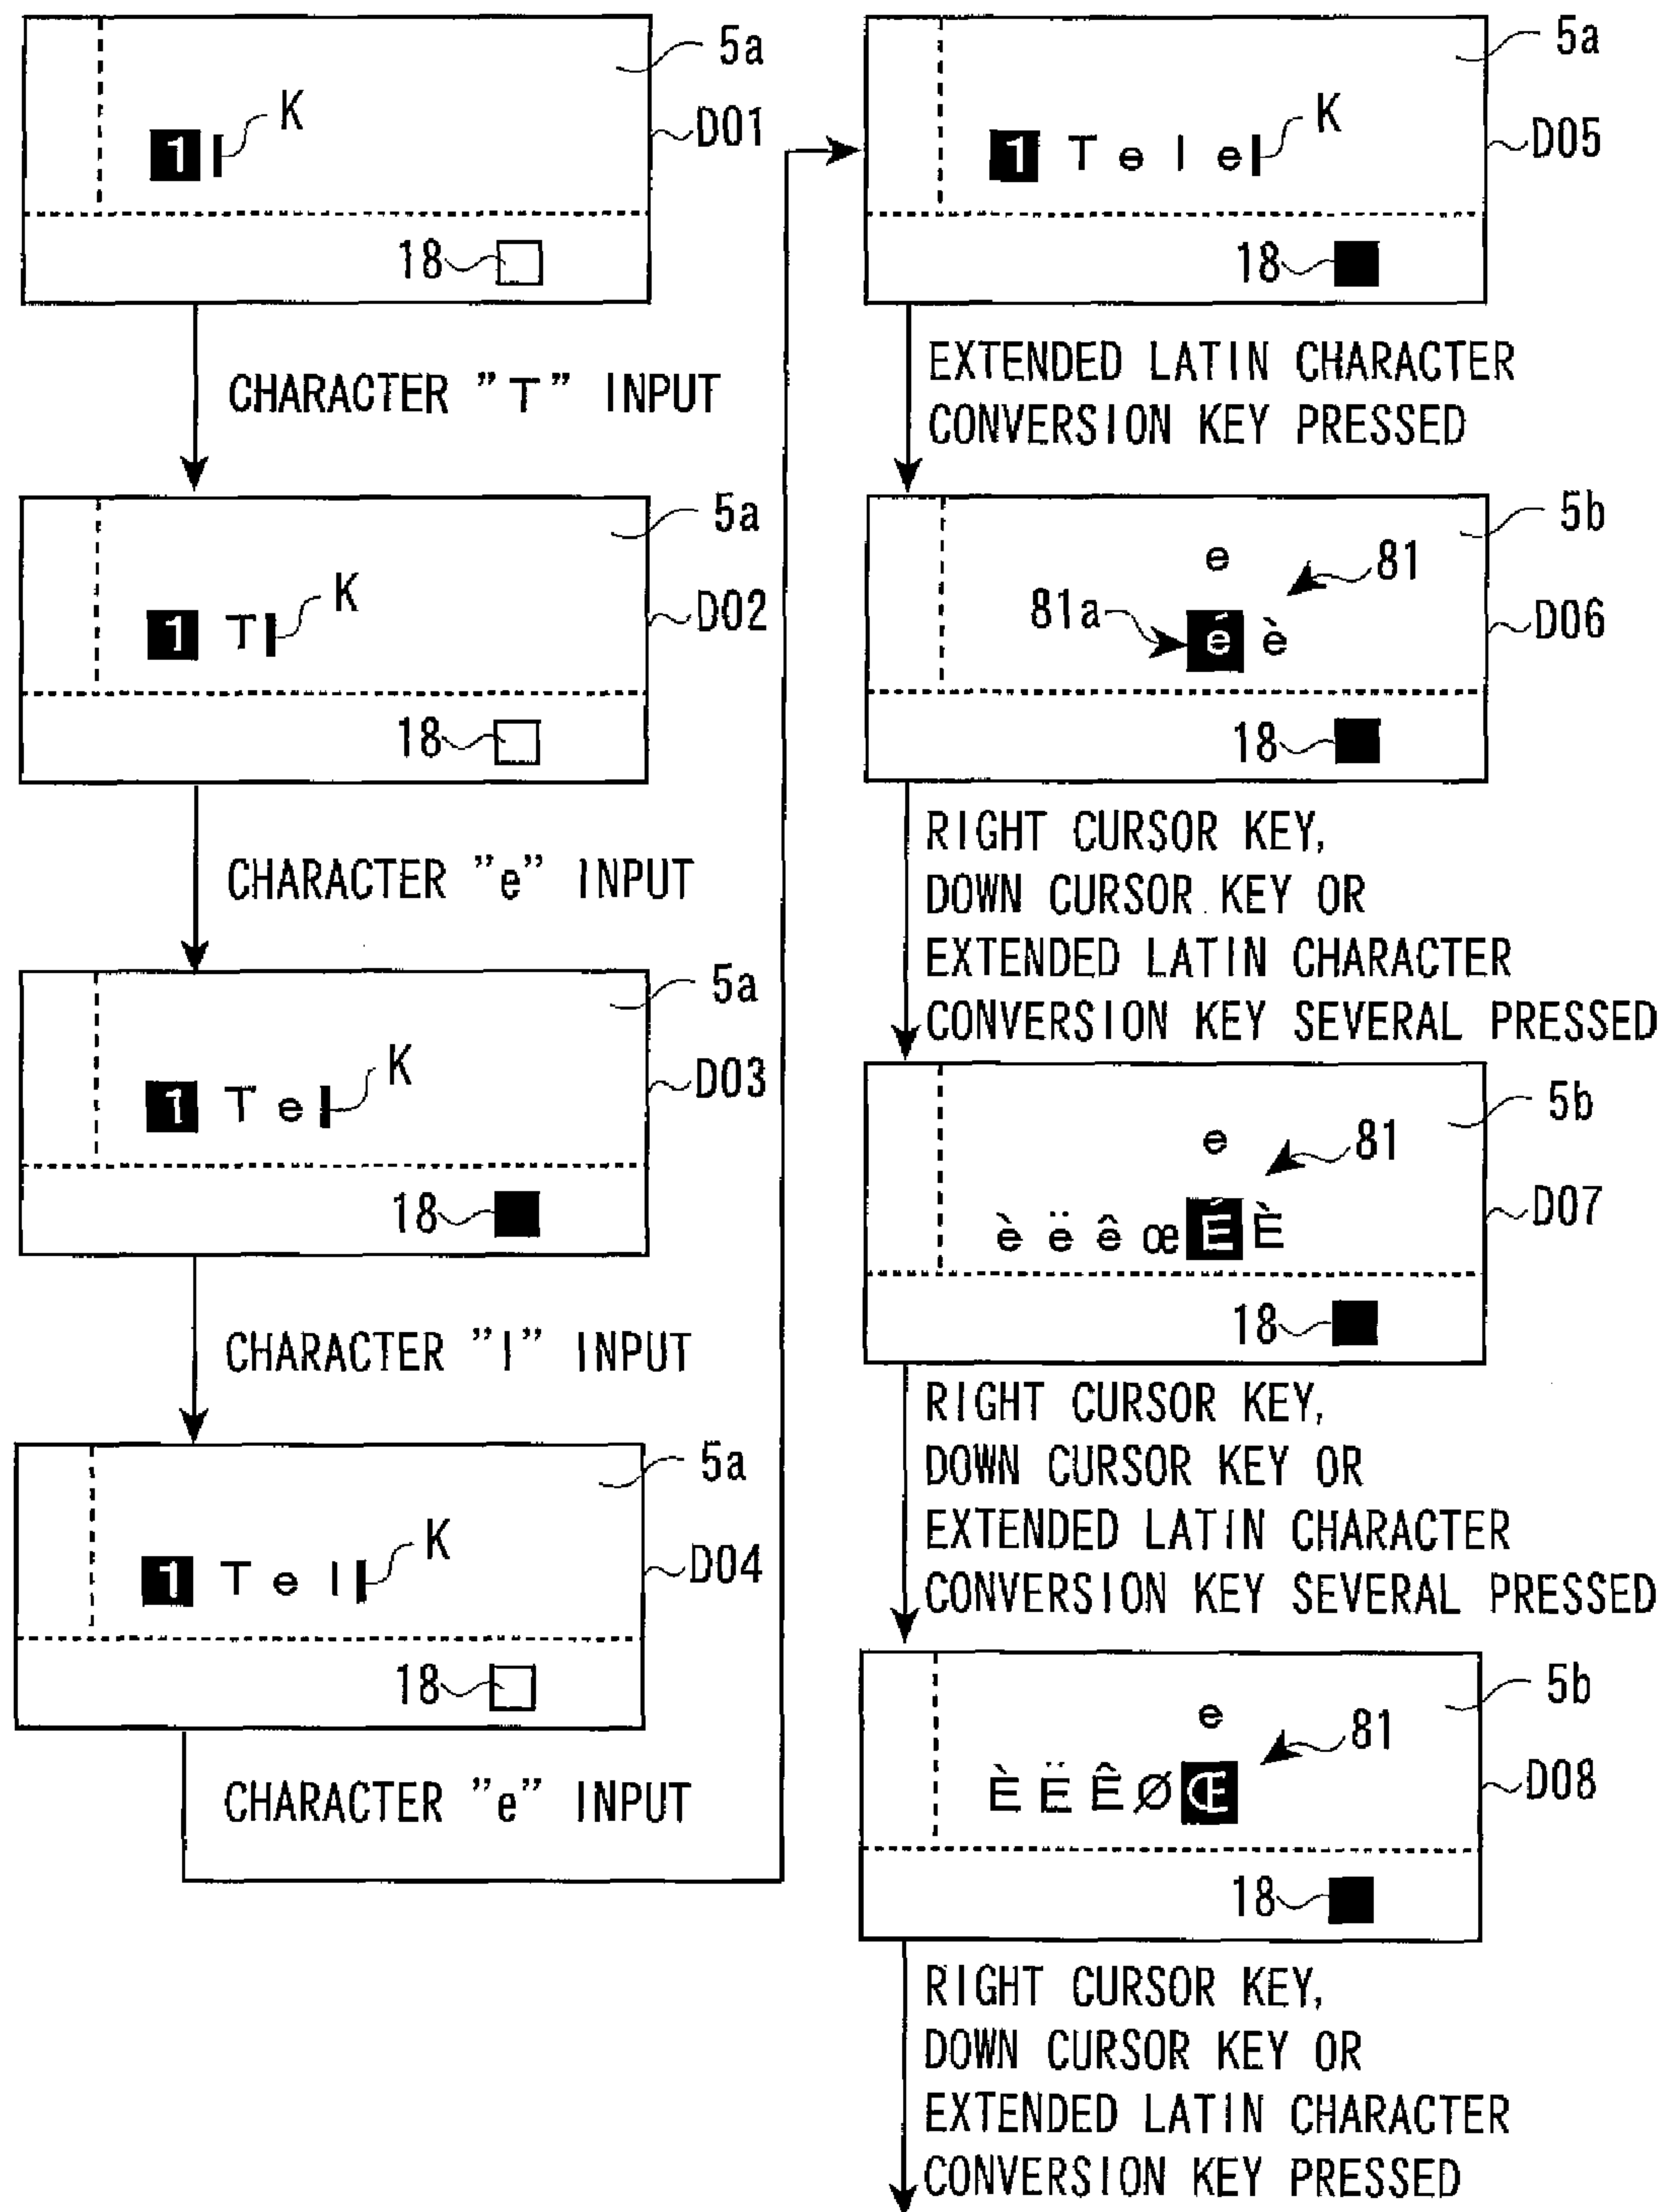 5a
K
1
D01
18
CHARACTER "T" INPUT
5a
K
1 T
D02
18
CHARACTER "e" INPUT
5a
K
1 T e
D03
18
CHARACTER "l" INPUT
5a
K
1 T e l
D04
18
CHARACTER "e" INPUT
5a
K
1 T e l e
D05
18
EXTENDED LATIN CHARACTER
CONVERSION KEY PRESSED
5b
e
81
81a
é è
D06
18
RIGHT CURSOR KEY,
DOWN CURSOR KEY OR
EXTENDED LATIN CHARACTER
CONVERSION KEY SEVERAL PRESSED
5b
e
81
è ë ê œ É È
D07
18
RIGHT CURSOR KEY,
DOWN CURSOR KEY OR
EXTENDED LATIN CHARACTER
CONVERSION KEY SEVERAL PRESSED
5b
e
81
È Ë Ê Ø Œ
D08
18
RIGHT CURSOR KEY,
DOWN CURSOR KEY OR
EXTENDED LATIN CHARACTER
CONVERSION KEY PRESSED